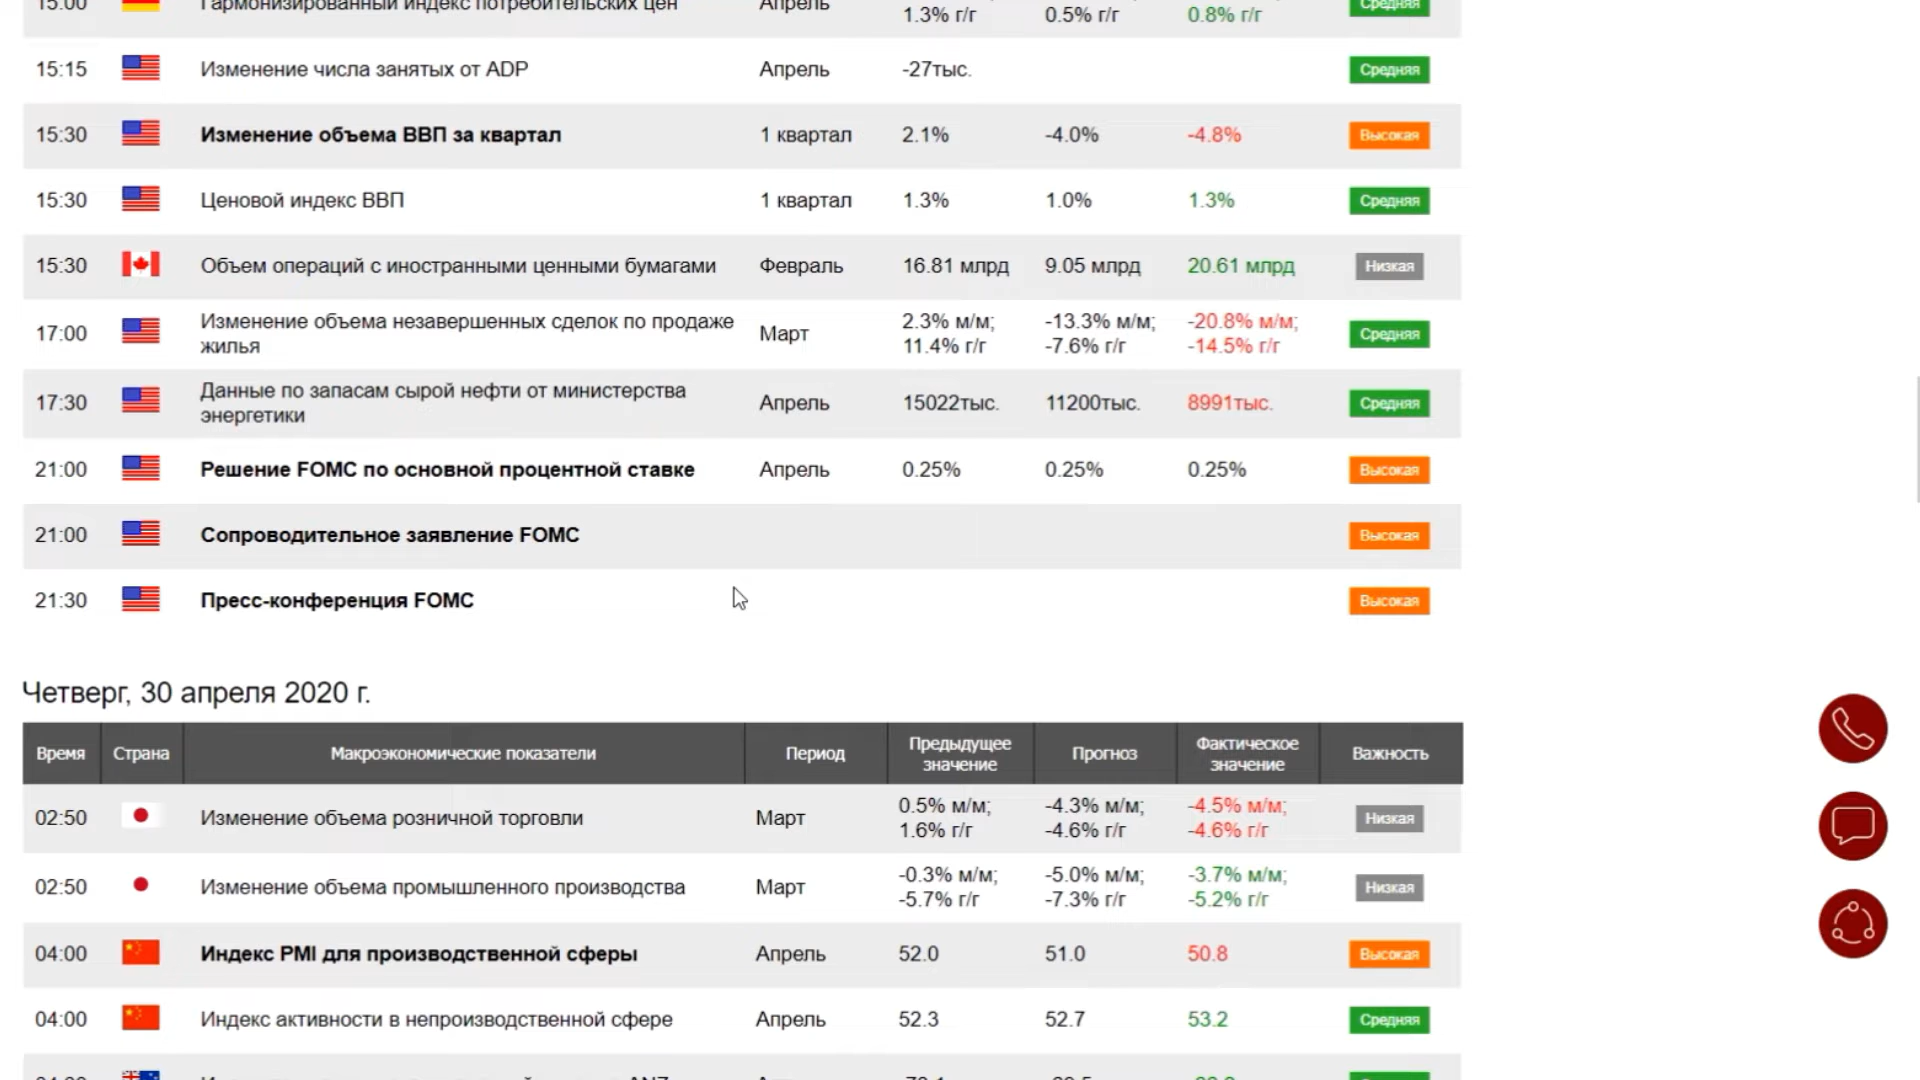 15:00 Гармонизированный индекс потребительских цен Апрель Средняя
1.3% г/г 0.5% г/г 0.8% г/г
15:15 Изменение числа занятых от ADP Апрель -27тыс. Средняя
15:30 Изменение объема ВВП за квартал 1 квартал 2.1% -4.0% -4.8% Высокая
15:30 Ценовой индекс ВВП 1 квартал 1.3% 1.0% 1.3% Средняя
15:30 Объем операций с иностранными ценными бумагами Февраль 16.81 млрд 9.05 млрд 20.61 млрд Низкая
17:00 Изменение объема незавершенных сделок по продаже Март 2.3% м/м; -13.3% м/м; -20.8% м/м; Средняя
жилья 11.4% г/г -7.6% г/г -14.5% г/г
17:30 Данные по запасам сырой нефти от министерства Апрель 15022тыс. 11200тыс. 8991тыс. Средняя
энергетики
21:00 Решение FOMC по основной процентной ставке Апрель 0.25% 0.25% 0.25% Высокая
21:00 Сопроводительное заявление FOMC Высокая
21:30 Пресс-конференция FOMC Высокая
Четверг, 30 апреля 2020 г.
Время Страна Макроэкономические показатели Период Предыдущее Прогноз Фактическое Важность
значение значение
02:50 Изменение объема розничной торговли Март 0.5% м/м; -4.3% м/м; -4.5% м/м; Низкая
1.6% г/г -4.6% г/г -4.6% г/г
02:50 Изменение объема промышленного производства Март -0.3% м/м; -5.0% м/м; -3.7% м/м; Низкая
-5.7% г/г -7.3% г/г -5.2% г/г
04:00 Индекс PMI для производственной сферы Апрель 52.0 51.0 50.8 Высокая
04:00 Индекс активности в непроизводственной сфере Апрель 52.3 52.7 53.2 Средняя